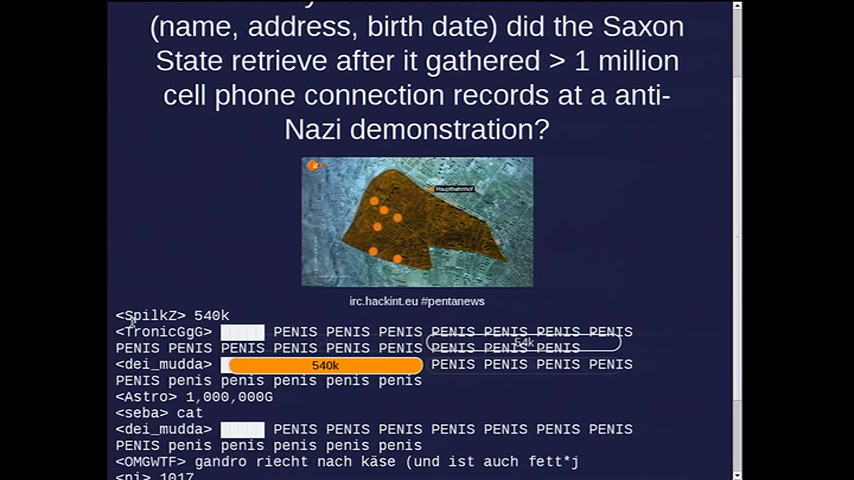 (name, address, birth date) did the Saxon
State retrieve after it gathered > 1 million
cell phone connection records at a anti-
Nazi demonstration?
Hauptbahnhof
irc.hackint.eu #pentanews
<SpilkZ> 540k
<TronicGgG> PENIS PENIS PENIS PENIS PENIS PENIS PENIS
PENIS PENIS PENIS PENIS PENIS PENIS PENIS PENIS PENIS
54k
<dei_mudda> PENIS PENIS PENIS PENIS
540k
PENIS penis penis penis penis penis
<Astro> 1,000,000G
<seba> cat
<dei_mudda> PENIS PENIS PENIS PENIS PENIS PENIS PENIS
PENIS penis penis penis penis penis
<OMGWTF> gandro riecht nach käse (und ist auch fett*j